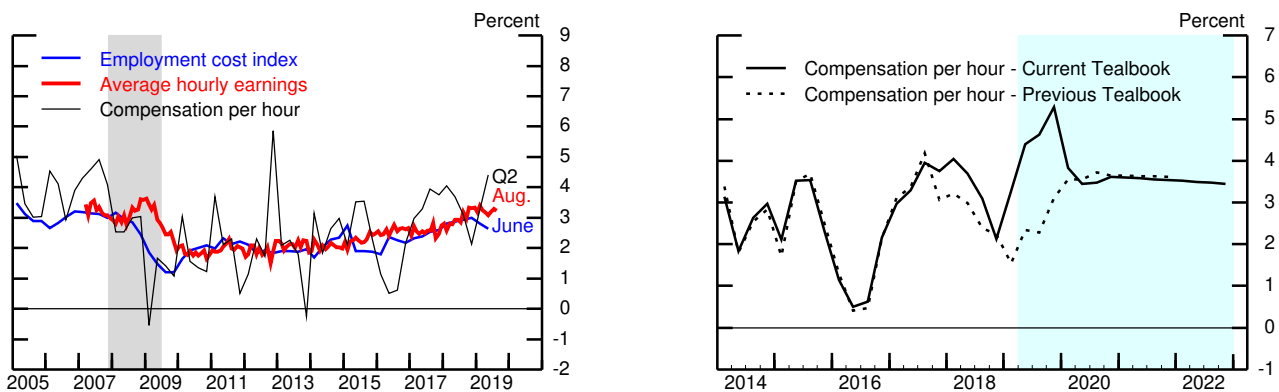 Percent
9
8
7
6
5
4
3
2
1
0
-1
-2
Employment cost index
Average hourly earnings
Compensation per hour
Q2
Aug.
June
2005 2007 2009 2011 2013 2015 2017 2019
Percent
7
6
5
4
3
2
1
0
-1
Compensation per hour - Current Tealbook
Compensation per hour - Previous Tealbook
2014 2016 2018 2020 2022